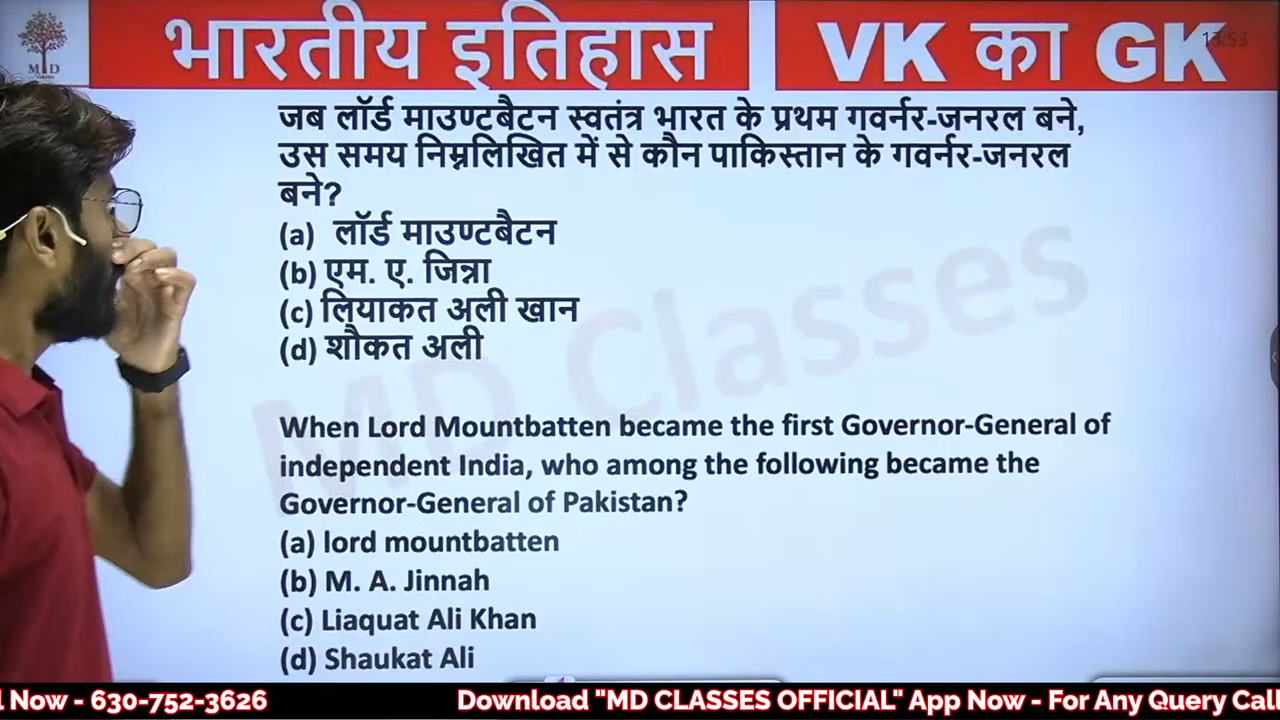 भारतीय इतिहास
VK का GK
13:53
M D
जब लॉर्ड माउण्टबैटन स्वतंत्र भारत के प्रथम गवर्नर-जनरल बने,
उस समय निम्नलिखित में से कौन पाकिस्तान के गवर्नर-जनरल
बने?
(a) लॉर्ड माउण्टबैटन
(b) एम. ए. जिन्ना
(c) लियाकत अली खान
(d) शौकत अली
MD Classes
When Lord Mountbatten became the first Governor-General of
independent India, who among the following became the
Governor-General of Pakistan?
(a) lord mountbatten
(b) M. A. Jinnah
(c) Liaquat Ali Khan
(d) Shaukat Ali
l Now - 630-752-3626 Download "MD CLASSES OFFICIAL" App Now - For Any Query Call